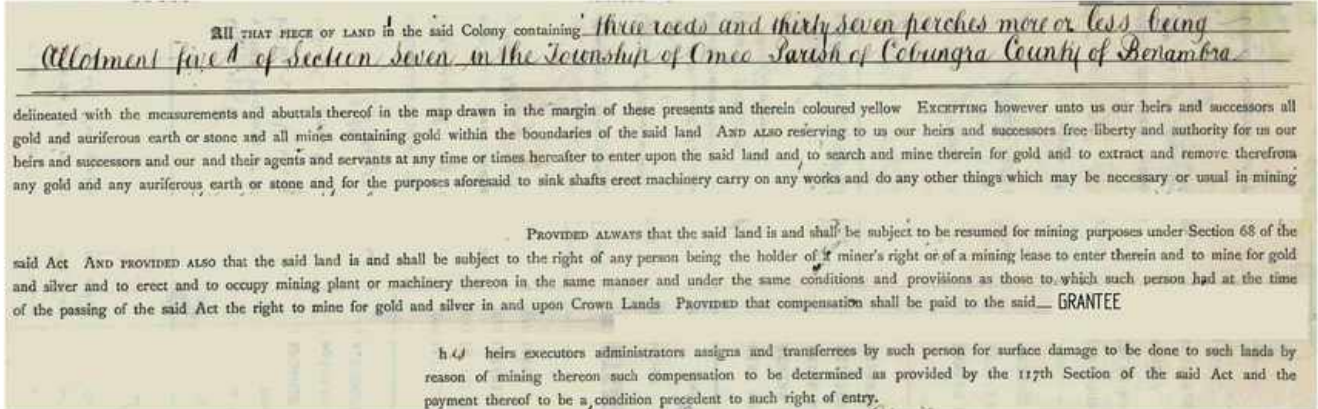 All THAT PIECE OF LAND in the said Colony containing three roods and thirty seven perches more or less being
Allotment five A of Section Seven in the Township of Omeo Parish of Cobungra County of Benambra
delineated with the measurements and abuttals thereof in the map drawn in the margin of these presents and therein coloured yellow EXCEPTING however unto us our heirs and successors all
gold and auriferous earth or stone and all mines containing gold within the boundaries of the said land AND ALSO reserving to us our heirs and successors free liberty and authority for us our
heirs and successors and our and their agents and servants at any time or times hereafter to enter upon the said land and to search and mine therein for gold and to extract and remove therefrom
any gold and any auriferous earth or stone and for the purposes aforesaid to sink shafts erect machinery carry on any works and do any other things which may be necessary or usual in mining
PROVIDED ALWAYS that the said land is and shall be subject to be resumed for mining purposes under Section 68 of the
said Act AND PROVIDED ALSO that the said land is and shall be subject to the right of any person being the holder of a miner's right or of a mining lease to enter therein and to mine for gold
and silver and to erect and to occupy mining plant or machinery thereon in the same manner and under the same conditions and provisions as those to which such person had at the time
of the passing of the said Act the right to mine for gold and silver in and upon Crown Lands PROVIDED that compensation shall be paid to the said GRANTEE
his heirs executors administrators assigns and transferrees by such person for surface damage to be done to such lands by
reason of mining thereon such compensation to be determined as provided by the 117th Section of the said Act and the
payment thereof to be a condition precedent to such right of entry.